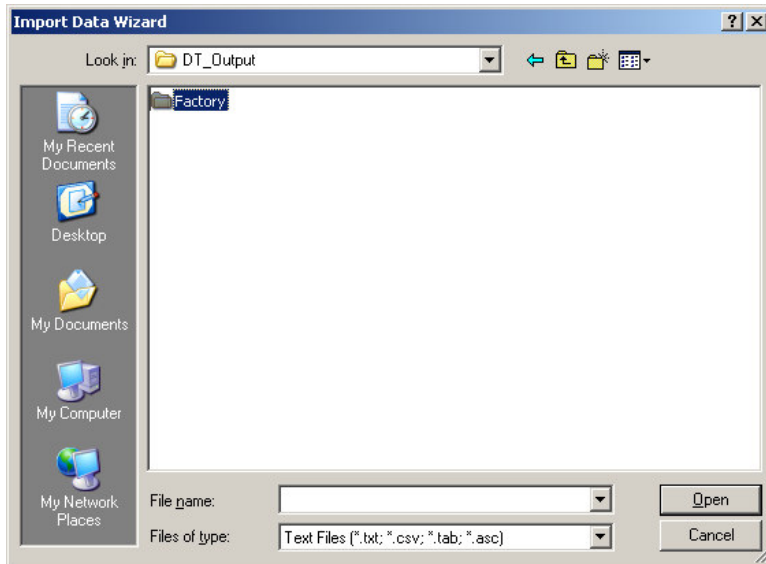 Import Data Wizard
Look in: DT_Output
Factory
My Recent
Documents
Desktop
My Documents
My Computer
My Network
Places
File name:
Open
Files of type: Text Files (*.txt; *.csv; *.tab; *.asc)
Cancel